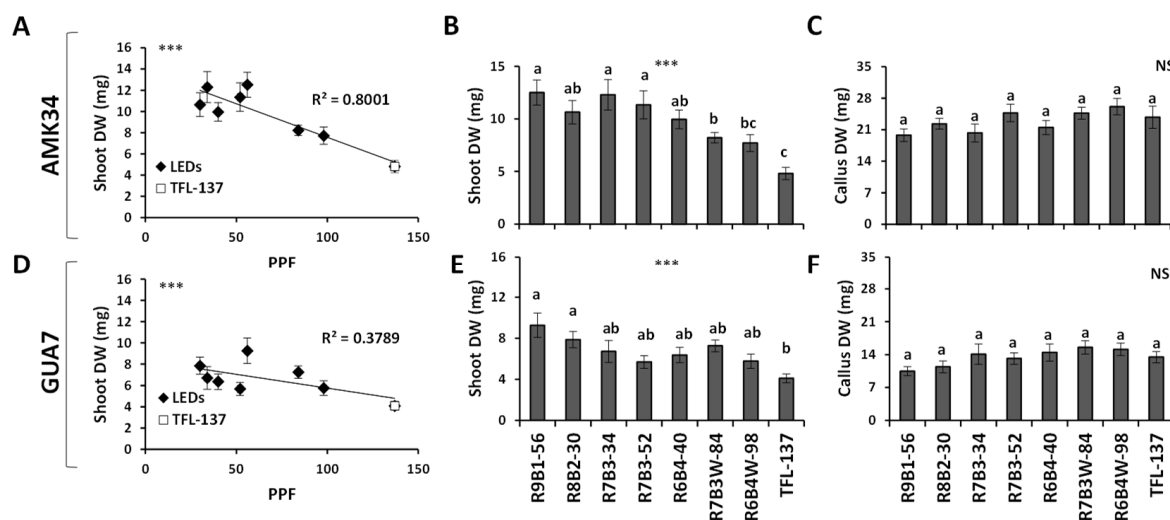 A
AMK34
Shoot DW (mg)
16
14
12
10
8
6
4
2
0
***
R² = 0.8001
LEDs
TFL-137
0
50
100
150
PPF
B
Shoot DW (mg)
15
10
5
0
***
a
ab
a
a
ab
b
bc
c
C
Callus DW (mg)
35
28
21
14
7
0
NS
a
a
a
a
a
a
a
a
D
GUA7
Shoot DW (mg)
16
14
12
10
8
6
4
2
0
***
R² = 0.3789
LEDs
TFL-137
0
50
100
150
PPF
E
Shoot DW (mg)
16
12
8
4
0
***
a
a
ab
ab
ab
ab
ab
b
R9B1-56
R8B2-30
R7B3-34
R7B3-52
R6B4-40
R7B3W-84
R6B4W-98
TFL-137
F
Callus DW (mg)
35
28
21
14
7
0
NS
a
a
a
a
a
a
a
a
R9B1-56
R8B2-30
R7B3-34
R7B3-52
R6B4-40
R7B3W-84
R6B4W-98
TFL-137